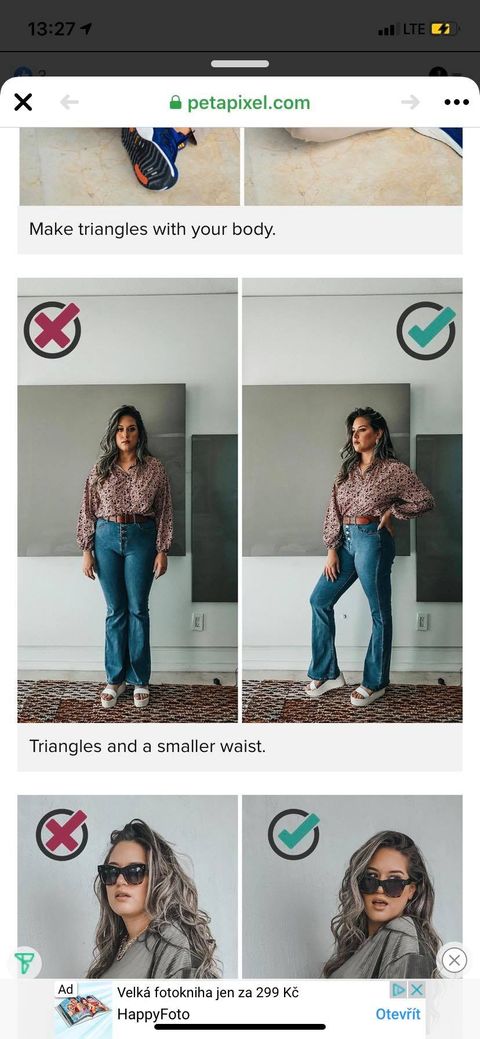 13:27
LTE
petapixel.com
Make triangles with your body.
Triangles and a smaller waist.
Ad
Velká fotokniha jen za 299 Kč
HappyFoto
Otevřít